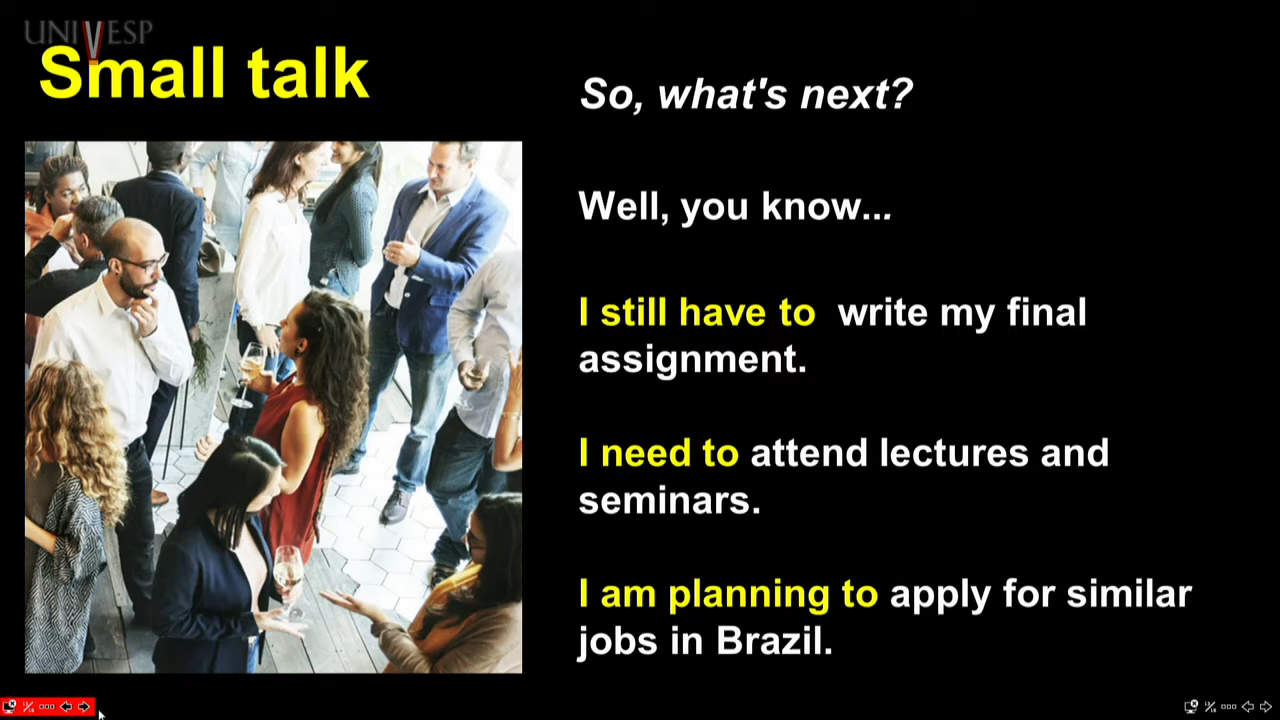 UNIVESP
Small talk
So, what's next?
Well, you know...
I still have to write my final
assignment.
I need to attend lectures and
seminars.
I am planning to apply for similar
jobs in Brazil.